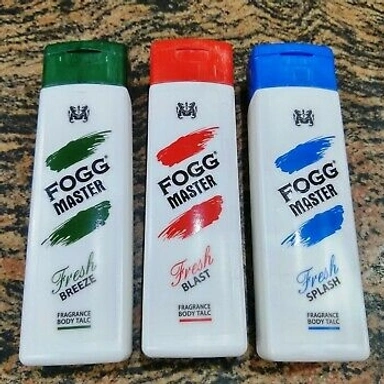 FOGG®
MASTER
Fresh
BREEZE
FRAGRANCE
BODY TALC
FOGG®
MASTER
Fresh
BLAST
FRAGRANCE
BODY TALC
FOGG®
MASTER
Fresh
SPLASH
FRAGRANCE
BODY TALC